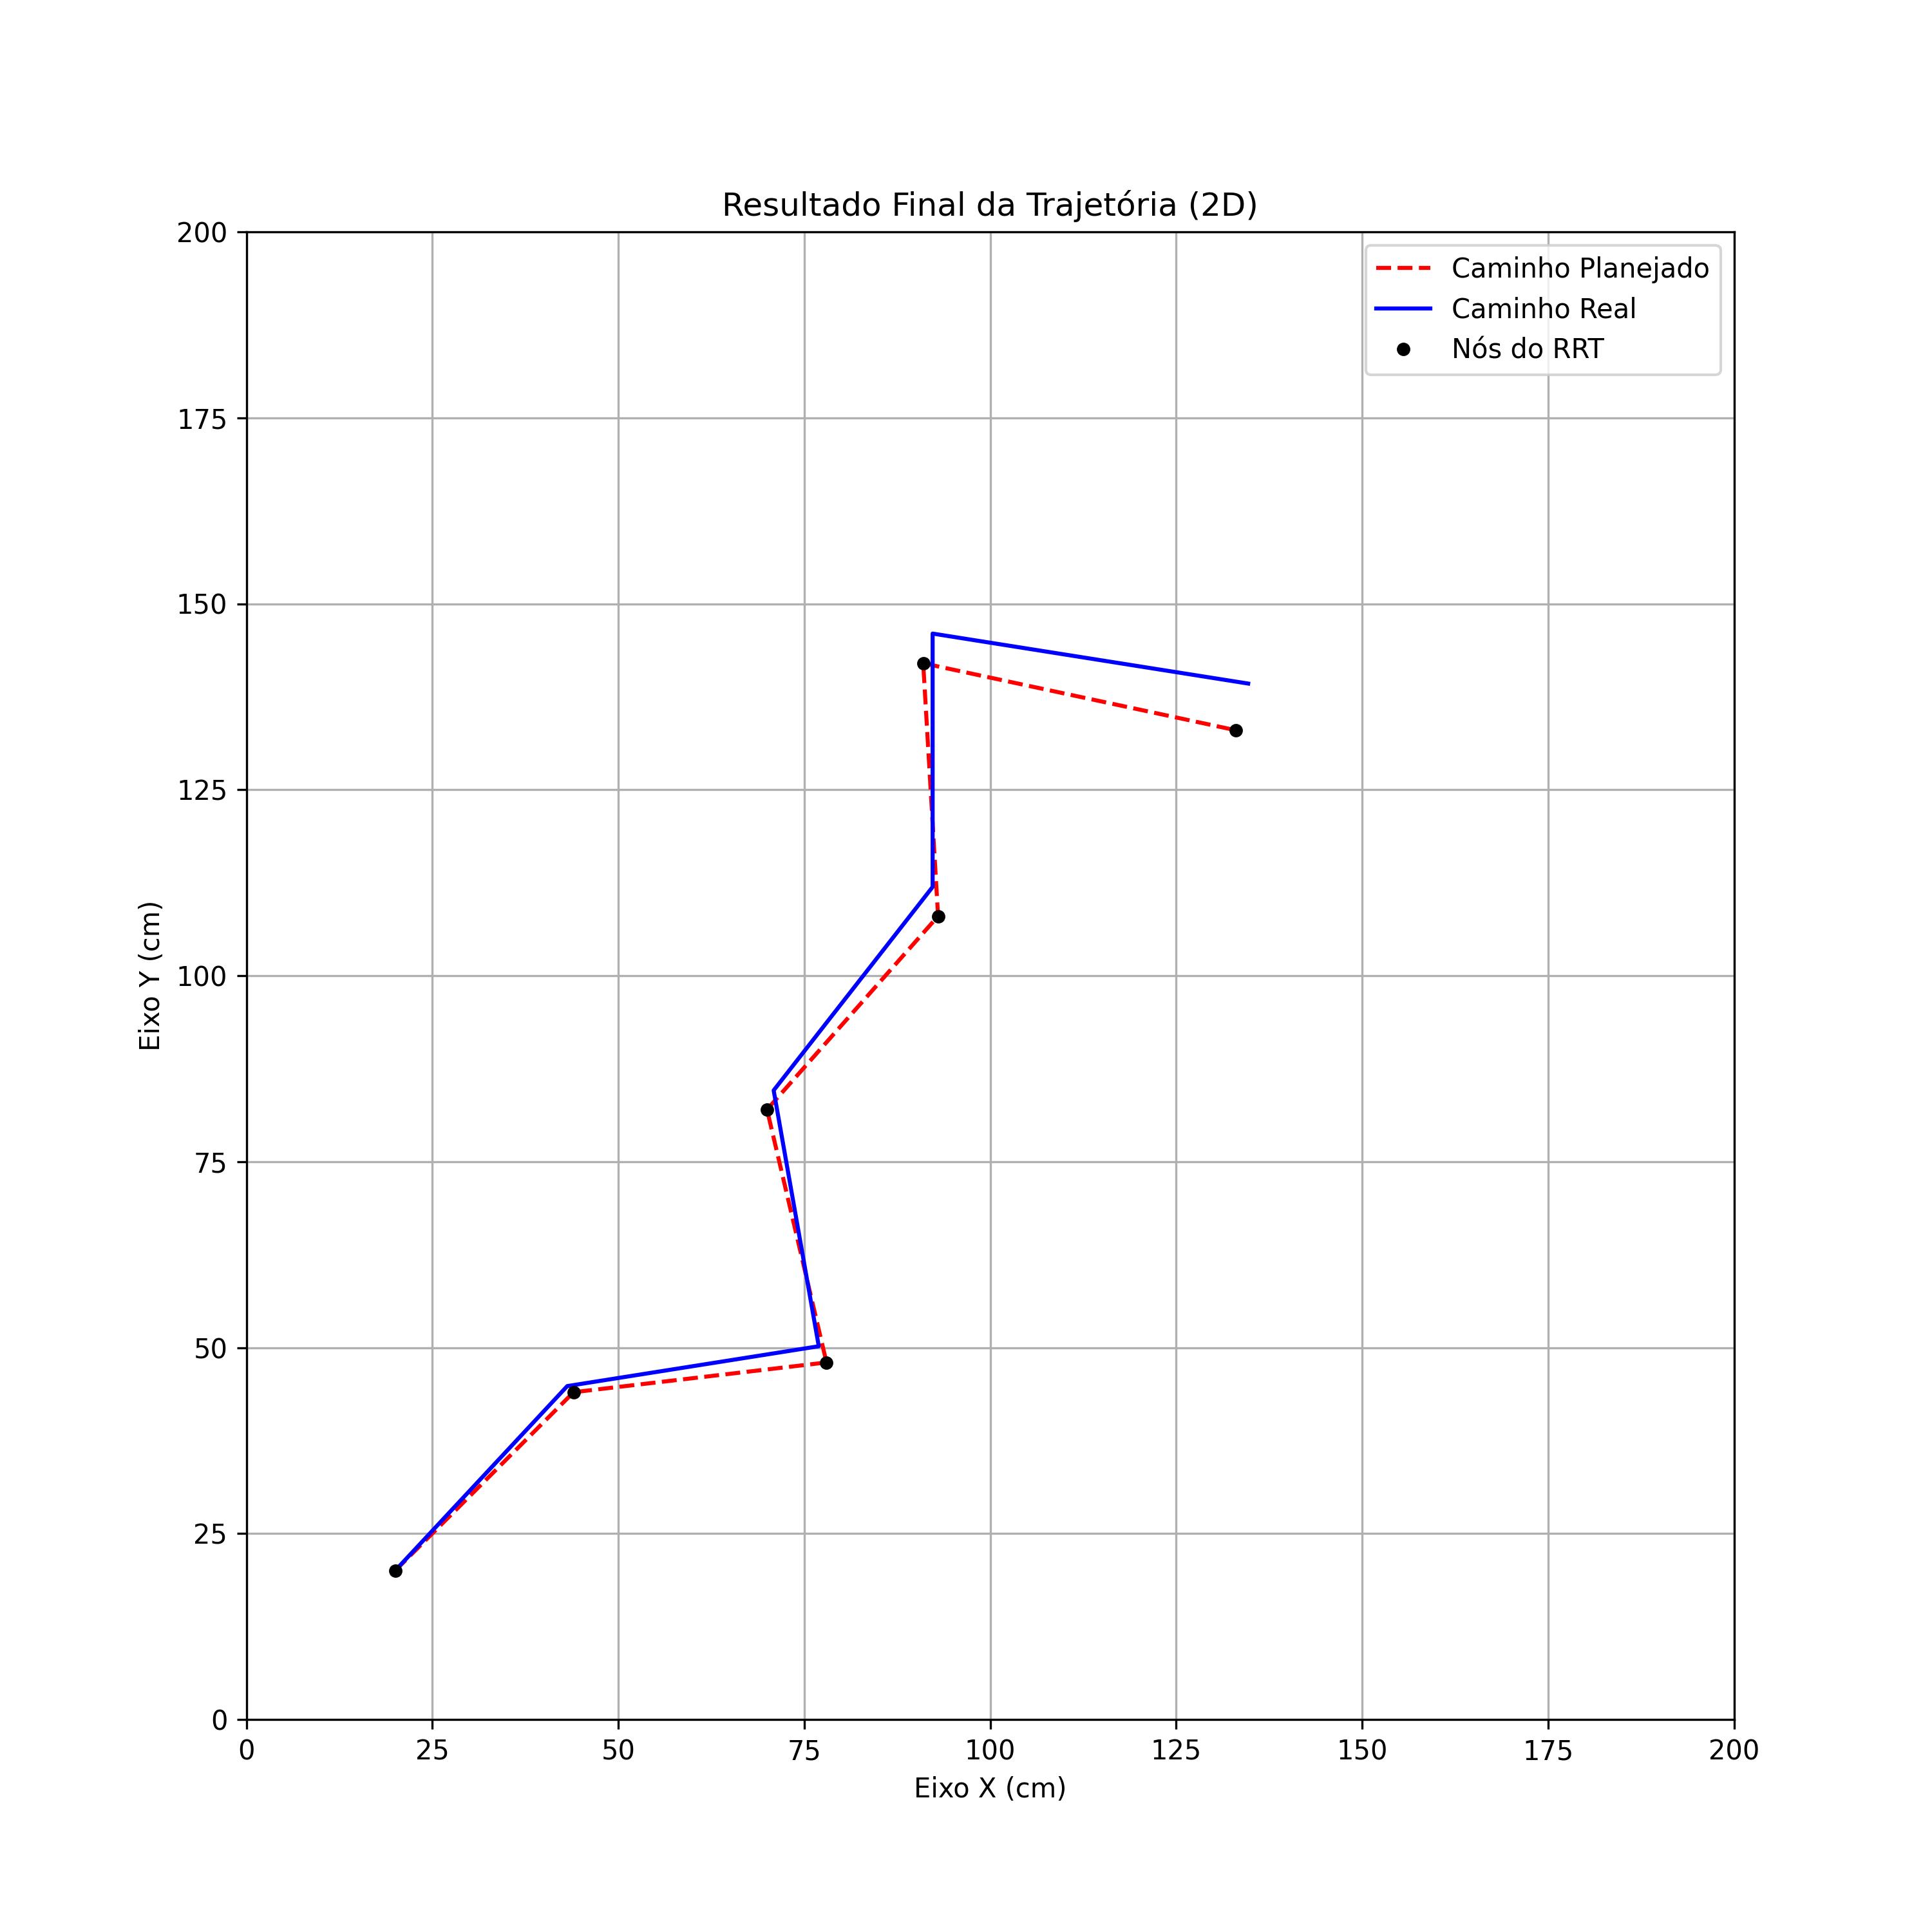 Resultado Final da Trajetória (2D)
Caminho Planejado
Caminho Real
Nós do RRT
200
175
150
125
100
75
50
25
0
Eixo Y (cm)
0 25 50 75 100 125 150 175 200
Eixo X (cm)